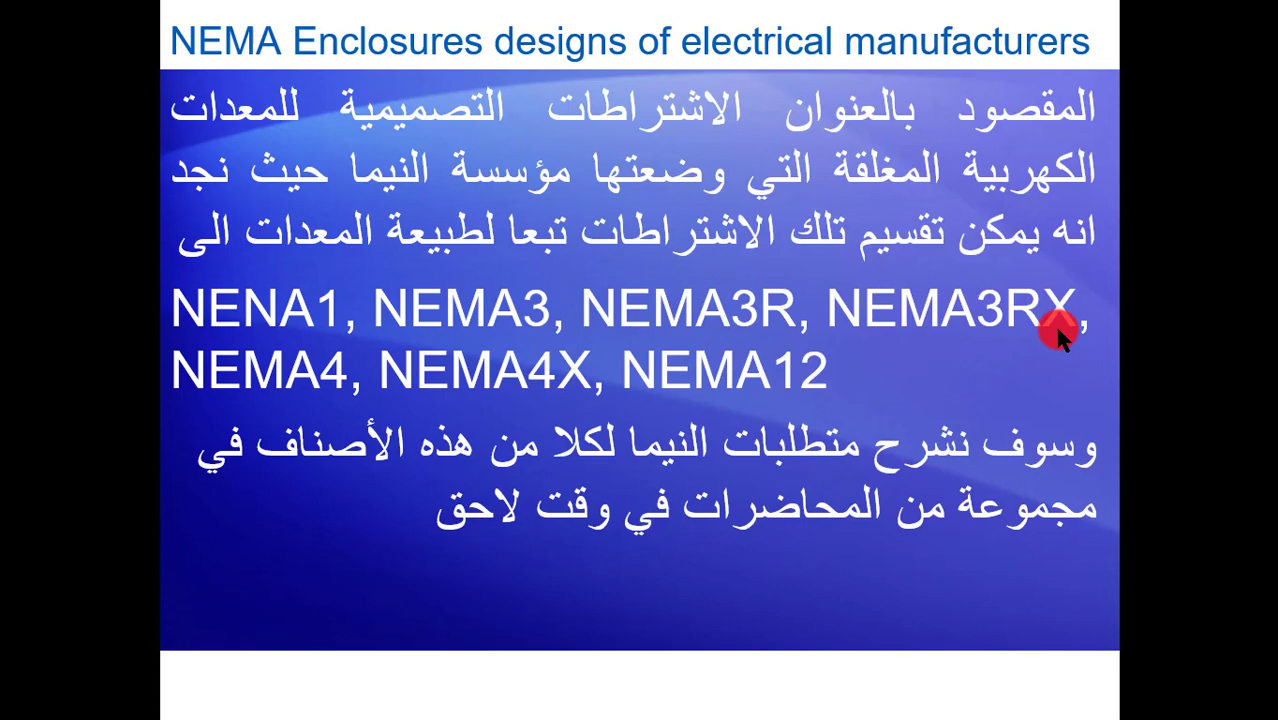 NEMA Enclosures designs of electrical manufacturers
المقصود بالعنوان الاشتراطات التصميمية للمعدات
الكهربية المغلقة التي وضعتها مؤسسة النيما حيث نجد
انه يمكن تقسيم تلك الاشتراطات تبعا لطبيعة المعدات الى
NENA1, NEMA3, NEMA3R, NEMA3RX,
NEMA4, NEMA4X, NEMA12
وسوف نشرح متطلبات النيما لكلا من هذه الأصناف في
مجموعة من المحاضرات في وقت لاحق